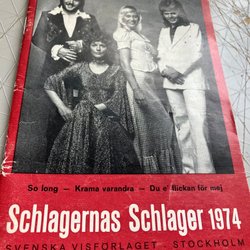 So long — Krama varandra — Du e' flickan för mej
Schlagernas Schlager 1974
SVENSKA VISFÖRLAGET - STOCKHOLM